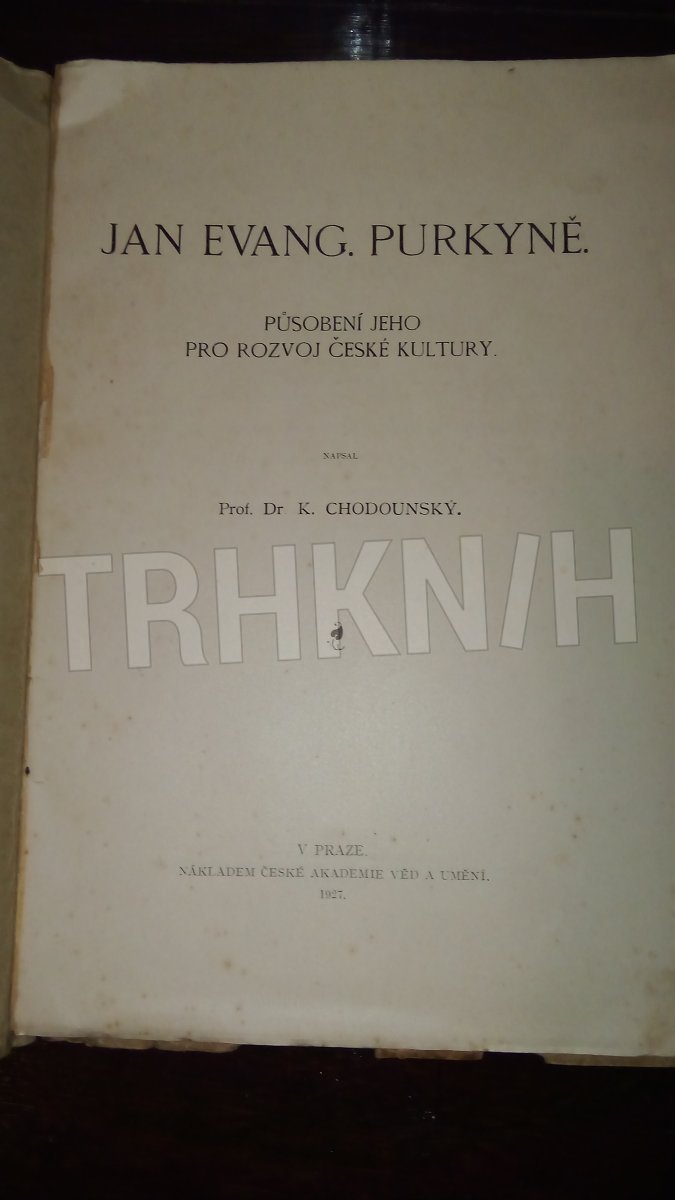 JAN EVANG. PURKYNĚ.
PŮSOBENÍ JEHO
PRO ROZVOJ ČESKÉ KULTURY.
NAPSAL
Prof. Dr K. CHODOUNSKÝ.
TRHKNIH
V PRAZE.
NÁKLADEM ČESKÉ AKADEMIE VĚD A UMĚNÍ.
1927.